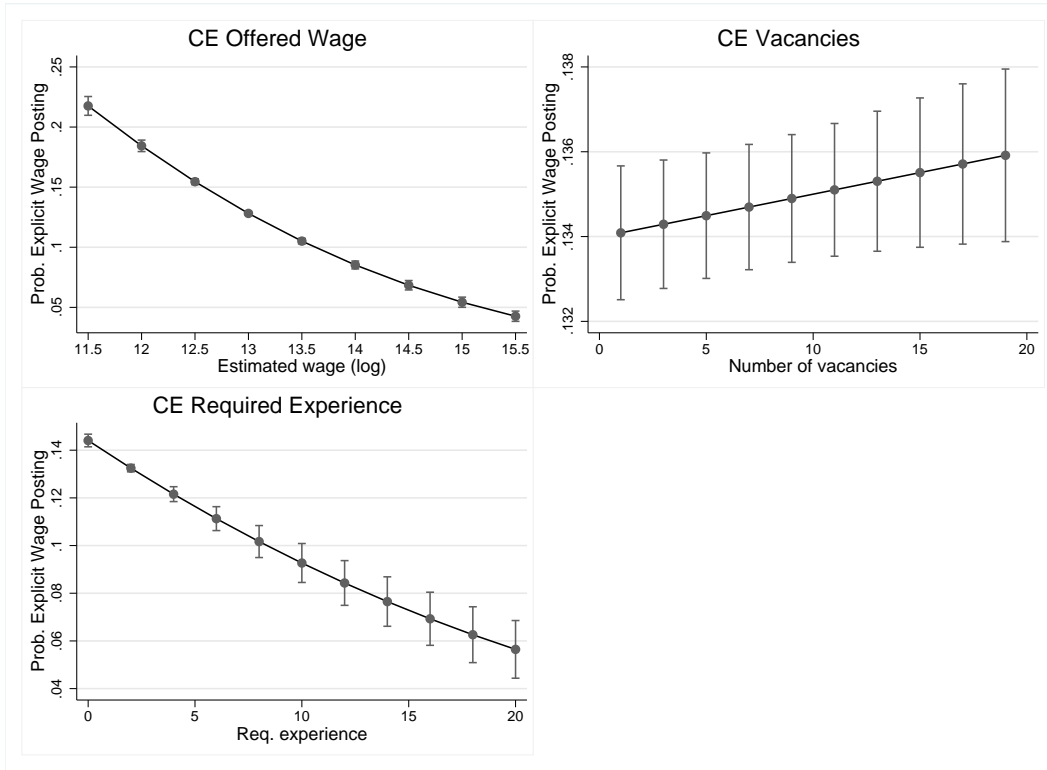 CE Offered Wage
Prob. Explicit Wage Posting
.25
.2
.15
.1
.05
11.5 12 12.5 13 13.5 14 14.5 15 15.5
Estimated wage (log)
CE Vacancies
Prob. Explicit Wage Posting
.138
.136
.134
.132
0 5 10 15 20
Number of vacancies
CE Required Experience
Prob. Explicit Wage Posting
.14
.12
.1
.08
.06
.04
0 5 10 15 20
Req. experience